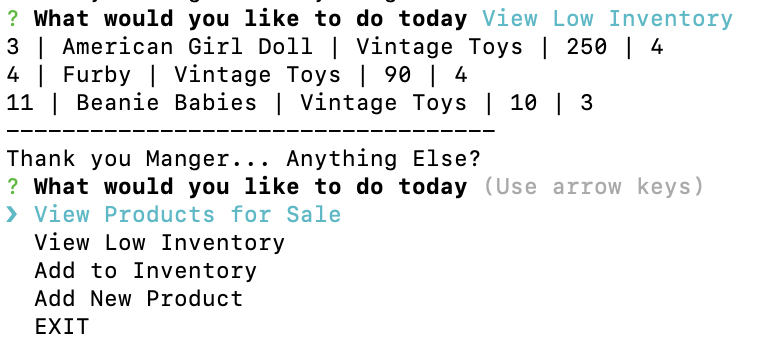 ? What would you like to do today View Low Inventory
3 | American Girl Doll | Vintage Toys | 250 | 4
4 | Furby | Vintage Toys | 90 | 4
11 | Beanie Babies | Vintage Toys | 10 | 3
-----------------------------------
Thank you Manger... Anything Else?
? What would you like to do today (Use arrow keys)
❯ View Products for Sale
View Low Inventory
Add to Inventory
Add New Product
EXIT